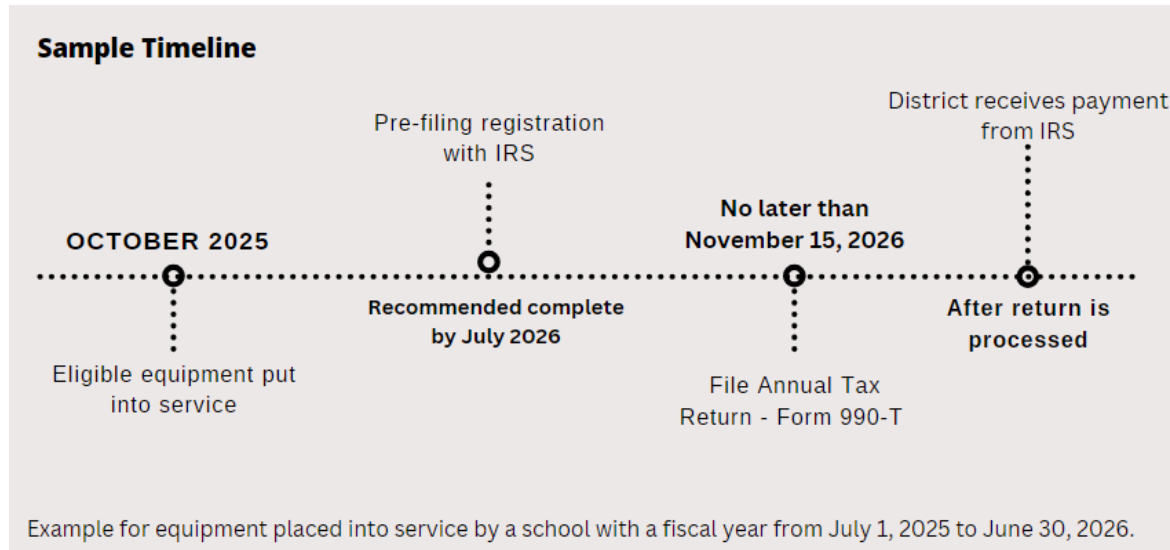 Sample Timeline
OCTOBER 2025
Eligible equipment put
into service
Pre-filing registration
with IRS
Recommended complete
by July 2026
No later than
November 15, 2026
File Annual Tax
Return - Form 990-T
District receives payment
from IRS
After return is
processed
Example for equipment placed into service by a school with a fiscal year from July 1, 2025 to June 30, 2026.